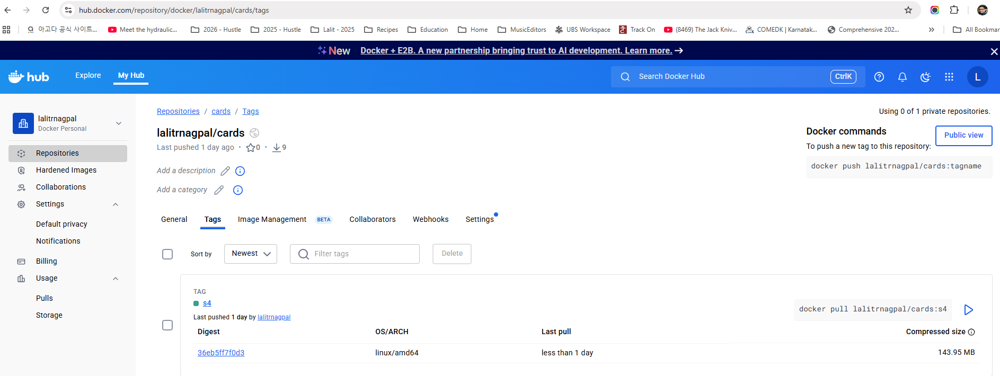 hub.docker.com/repository/docker/lalitrnagpal/cards/tags
아고다 공식 사이트... Meet the hydraulic... 2026 - Hustle 2025 - Hustle Lalit - 2025 Recipes Education Home MusicEditors UBS Workspace Track On (8469) The Jack Kniv... COMEDK | Karnatak... Comprehensive 202... » All Bookmar
New Docker + E2B. A new partnership bringing trust to AI development. Learn more. →
hub Explore My Hub Search Docker Hub CtrlK L
lalitrnagpal
Docker Personal
Repositories
Hardened Images
Collaborations
Settings
Default privacy
Notifications
Billing
Usage
Pulls
Storage
Repositories / cards / Tags
Using 0 of 1 private repositories.
lalitrnagpal/cards
Last pushed 1 day ago • 0 • 9
Add a description
Add a category
Docker commands
Public view
To push a new tag to this repository:
docker push lalitrnagpal/cards:tagname
General Tags Image Management BETA Collaborators Webhooks Settings
Sort by Newest Filter tags Delete
TAG
s4
Last pushed 1 day by lalitrnagpal
docker pull lalitrnagpal/cards:s4
Digest OS/ARCH Last pull Compressed size
36eb5ff7f0d3 linux/amd64 less than 1 day 143.95 MB